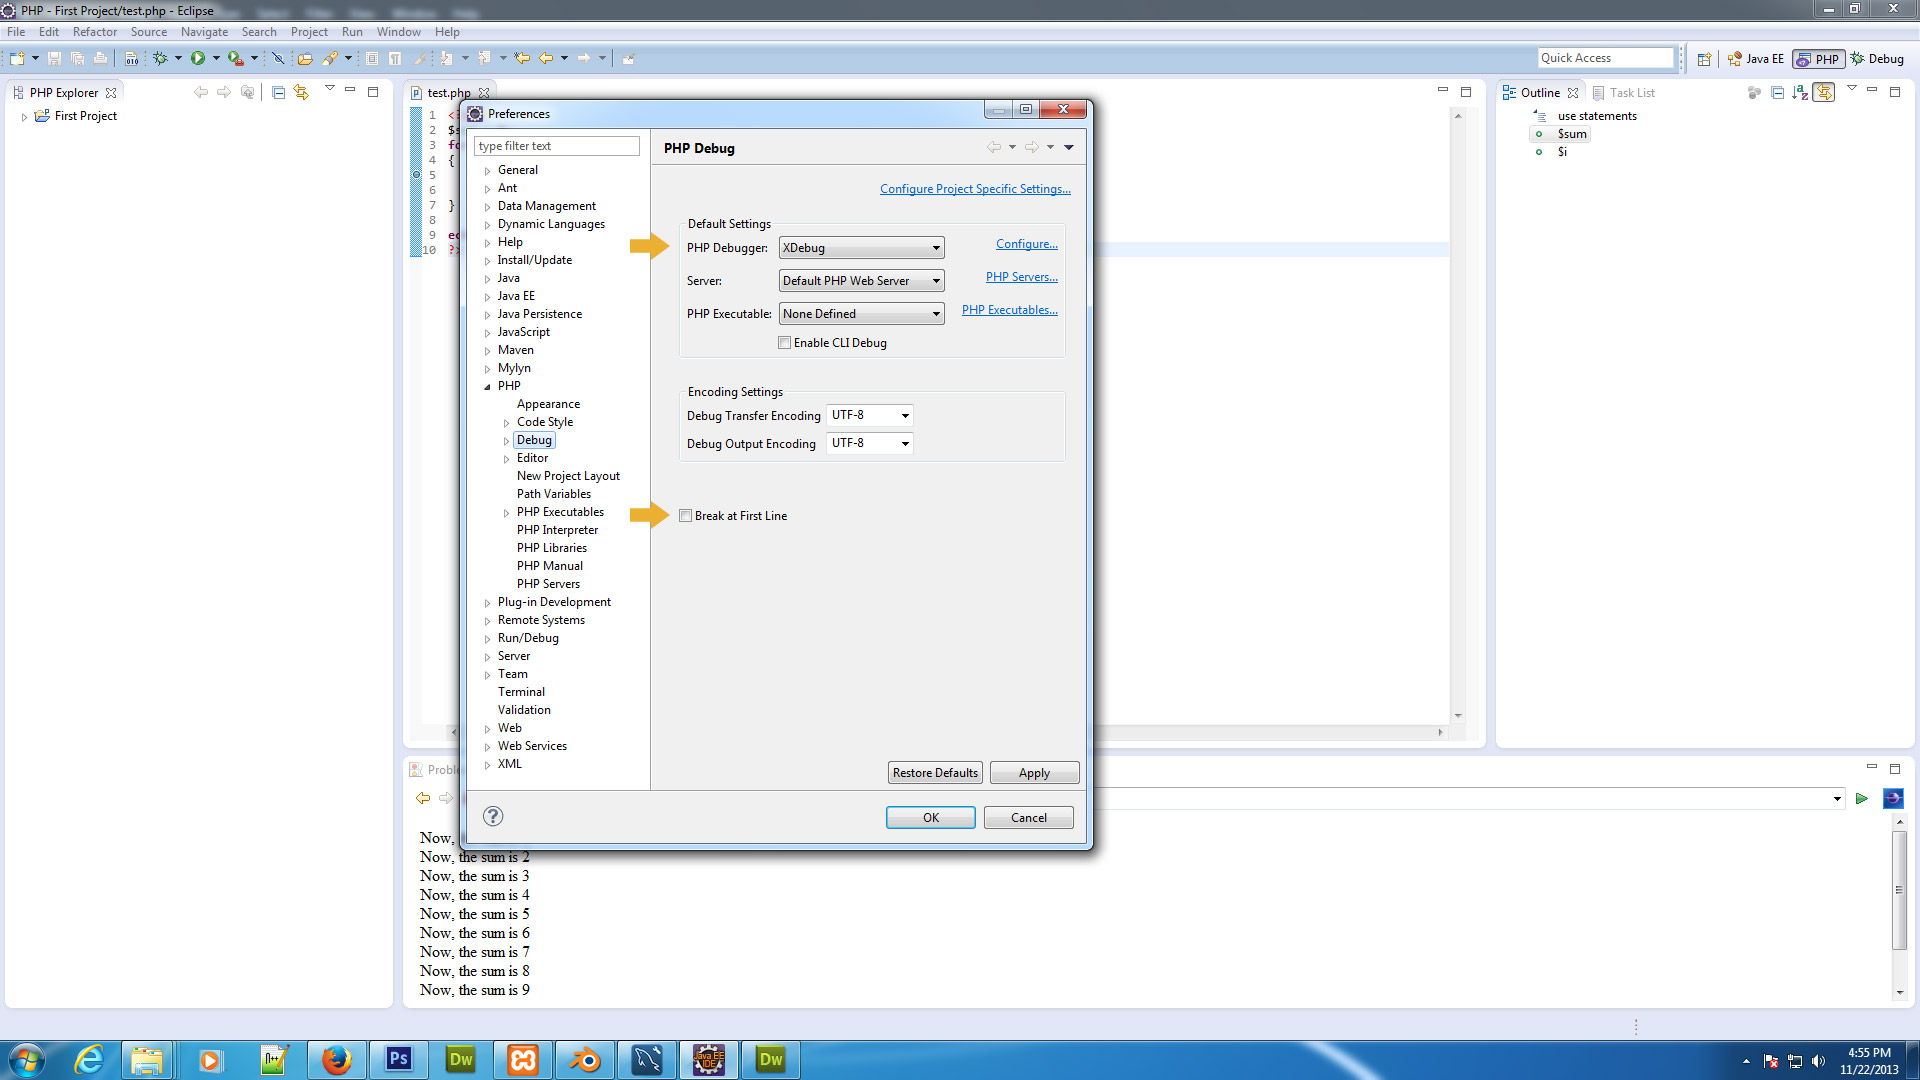 PHP - First Project/test.php - Eclipse
File Edit Refactor Source Navigate Search Project Run Window Help
Quick Access
Java EE
PHP
Debug
PHP Explorer
First Project
test.php
1
2 $s
3 fo
4 {
5
6
7 }
8
9 ec
10 ?>
Preferences
type filter text
General
Ant
Data Management
Dynamic Languages
Help
Install/Update
Java
Java EE
Java Persistence
JavaScript
Maven
Mylyn
PHP
Appearance
Code Style
Debug
Editor
New Project Layout
Path Variables
PHP Executables
PHP Interpreter
PHP Libraries
PHP Manual
PHP Servers
Plug-in Development
Remote Systems
Run/Debug
Server
Team
Terminal
Validation
Web
Web Services
XML
PHP Debug
Configure Project Specific Settings...
Default Settings
PHP Debugger: XDebug Configure...
Server: Default PHP Web Server PHP Servers...
PHP Executable: None Defined PHP Executables...
Enable CLI Debug
Encoding Settings
Debug Transfer Encoding UTF-8
Debug Output Encoding UTF-8
Break at First Line
Restore Defaults Apply
OK Cancel
Outline Task List
use statements
$sum
$i
Proble
Now,
Now, the sum is 2
Now, the sum is 3
Now, the sum is 4
Now, the sum is 5
Now, the sum is 6
Now, the sum is 7
Now, the sum is 8
Now, the sum is 9
Ps
Dw
Java EE
IDE
Dw
4:55 PM
11/22/2013